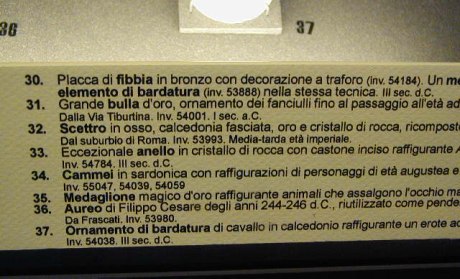 36 37
30. Placca di fibbia in bronzo con decorazione a traforo (inv. 54184). Un
elemento di bardatura (inv. 53888) nella stessa tecnica. III sec. d.C.
31. Grande bulla d'oro, ornamento dei fanciulli fino al passaggio all'età
Dalla Via Tiburtina. Inv. 54001. I sec. a.C.
32. Scettro in osso, calcedonia fasciata, oro e cristallo di rocca,
Dal suburbio di Roma. Inv. 53993. Media-tarda età imperiale.
33. Eccezionale anello in cristallo di rocca con castone inciso raffigurante
Inv. 54784. III sec. d.C.
34. Cammei in sardonica con raffigurazioni di personaggi di età augustea e
Inv. 55047, 54039, 54059
35. Medaglione magico d'oro raffigurante animali che assalgono l'occhio
36. Aureo di Filippo Cesare degli anni 244-246 d.C., riutilizzato come
Da Frascati. Inv. 53980.
37. Ornamento di bardatura di cavallo in calcedonio raffigurante un erote
Inv. 54038. III sec. d.C.